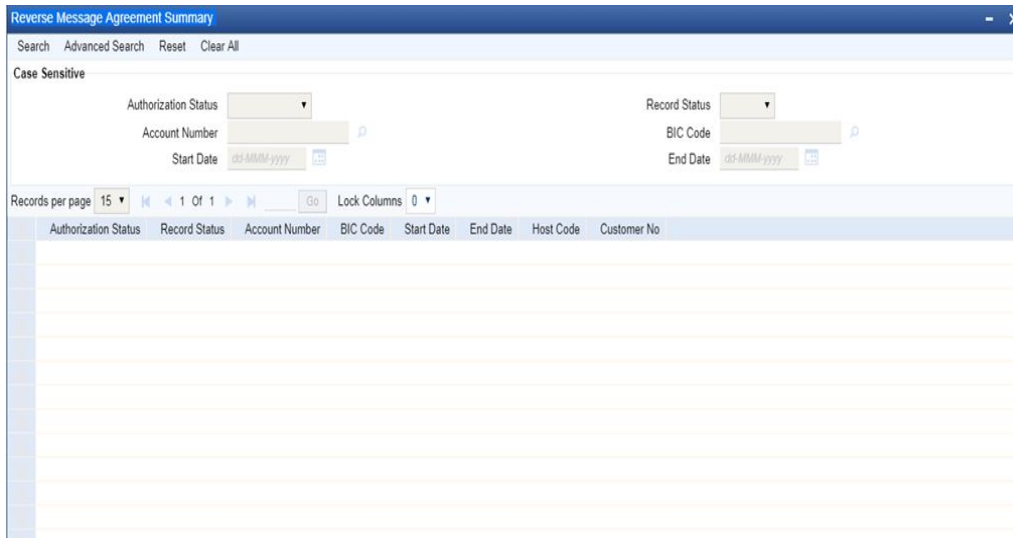 Reverse Message Agreement Summary
Search Advanced Search Reset Clear All
Case Sensitive
Authorization Status Record Status
Account Number BIC Code
Start Date dd-MMM-yyyy End Date dd-MMM-yyyy
Records per page 15 1 Of 1 Go Lock Columns 0
Authorization Status Record Status Account Number BIC Code Start Date End Date Host Code Customer No